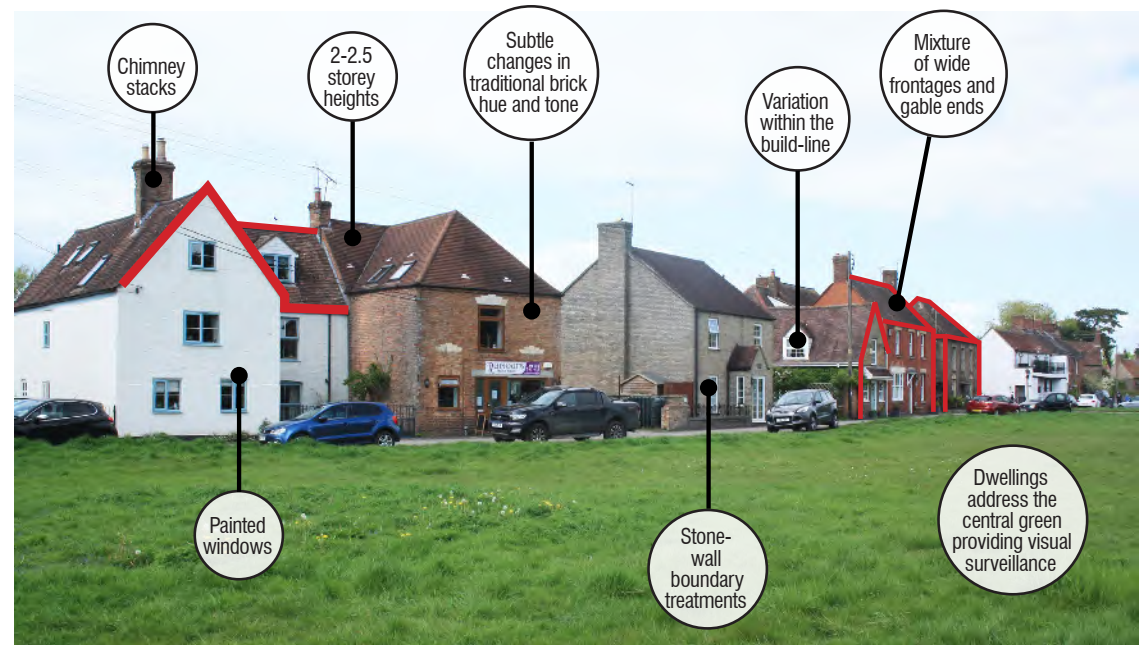 Chimney
stacks
2-2.5
storey
heights
Subtle
changes in
traditional brick
hue and tone
Variation
within the
build-line
Mixture
of wide
frontages and
gable ends
Painted
windows
Stone-
wall
boundary
treatments
Dwellings
address the
central green
providing visual
surveillance